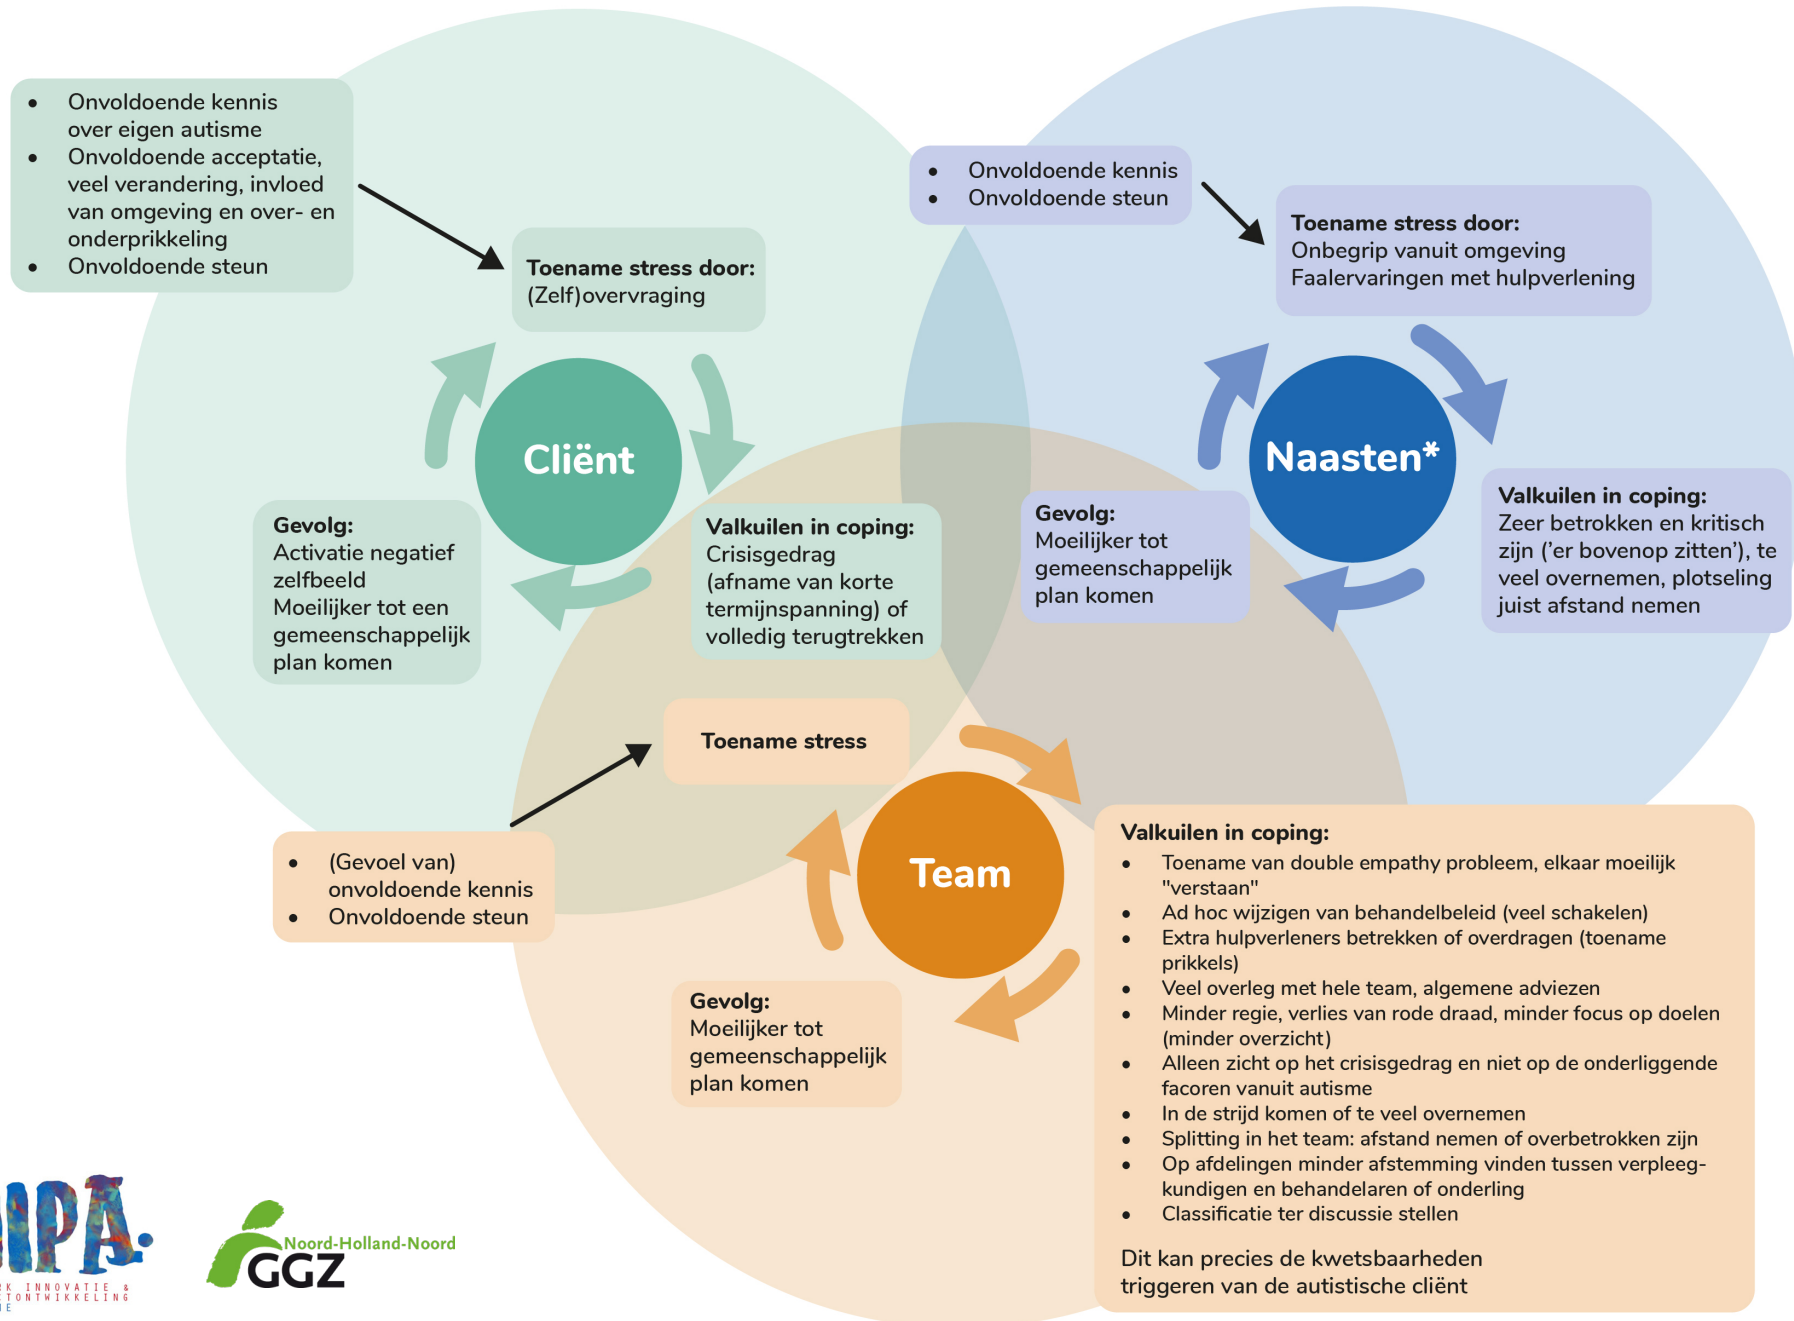 • Onvoldoende kennis
over eigen autisme
• Onvoldoende acceptatie,
veel verandering, invloed
van omgeving en over- en
onderprikkeling
• Onvoldoende steun
Toename stress door:
(Zelf)overvraging
Cliënt
Gevolg:
Activatie negatief
zelfbeeld
Moeilijker tot een
gemeenschappelijk
plan komen
Valkuilen in coping:
Crisisgedrag
(afname van korte
termijnspanning) of
volledig terugtrekken
• Onvoldoende kennis
• Onvoldoende steun
Toename stress door:
Onbegrip vanuit omgeving
Faalervaringen met hulpverlening
Naasten*
Gevolg:
Moeilijker tot
gemeenschappelijk
plan komen
Valkuilen in coping:
Zeer betrokken en kritisch
zijn ('er bovenop zitten'), te
veel overnemen, plotseling
juist afstand nemen
Toename stress
• (Gevoel van)
onvoldoende kennis
• Onvoldoende steun
Team
Gevolg:
Moeilijker tot
gemeenschappelijk
plan komen
Valkuilen in coping:
• Toename van double empathy probleem, elkaar moeilijk
"verstaan"
• Ad hoc wijzigen van behandelbeleid (veel schakelen)
• Extra hulpverleners betrekken of overdragen (toename
prikkels)
• Veel overleg met hele team, algemene adviezen
• Minder regie, verlies van rode draad, minder focus op doelen
(minder overzicht)
• Alleen zicht op het crisisgedrag en niet op de onderliggende
facoren vanuit autisme
• In de strijd komen of te veel overnemen
• Splitting in het team: afstand nemen of overbetrokken zijn
• Op afdelingen minder afstemming vinden tussen verpleeg-
kundigen en behandelaren of onderling
• Classificatie ter discussie stellen
Dit kan precies de kwetsbaarheden
triggeren van de autistische cliënt
IPA.
RK INNOVATIE &
TONTWIKKELING
Noord-Holland-Noord
GGZ